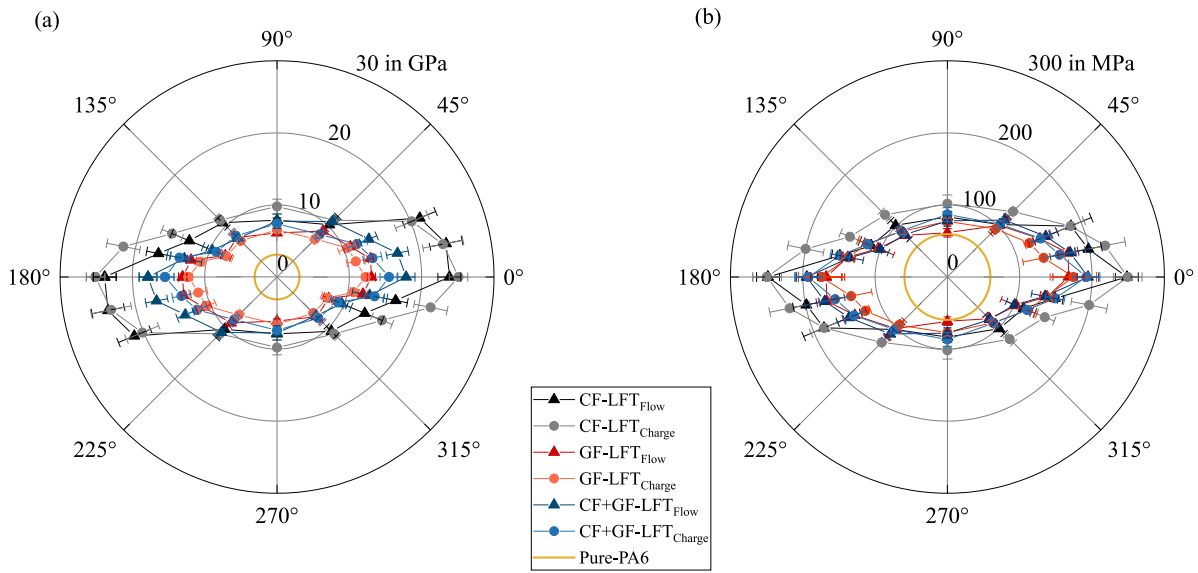 (a)
90°
30 in GPa
135°
45°
20
10
0
180°
0°
225°
315°
270°
(b)
90°
300 in MPa
135°
45°
200
100
0
180°
0°
225°
315°
270°
CF-LFTFlow
CF-LFTCharge
GF-LFTFlow
GF-LFTCharge
CF+GF-LFTFlow
CF+GF-LFTCharge
Pure-PA6